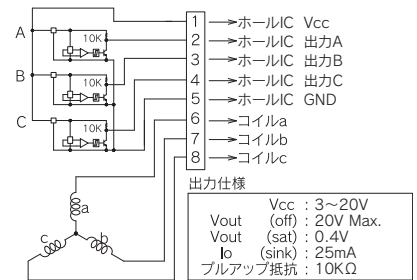 A
10K
B
10K
C
10K
1 ホールIC Vcc
2 ホールIC 出力A
3 ホールIC 出力B
4 ホールIC 出力C
5 ホールIC GND
6 コイルa
7 コイルb
8 コイルc
a
c
b
出力仕様
Vcc : 3~20V
Vout (off) : 20V Max.
Vout (sat) : 0.4V
Io (sink) : 25mA
プルアップ抵抗 : 10KΩ